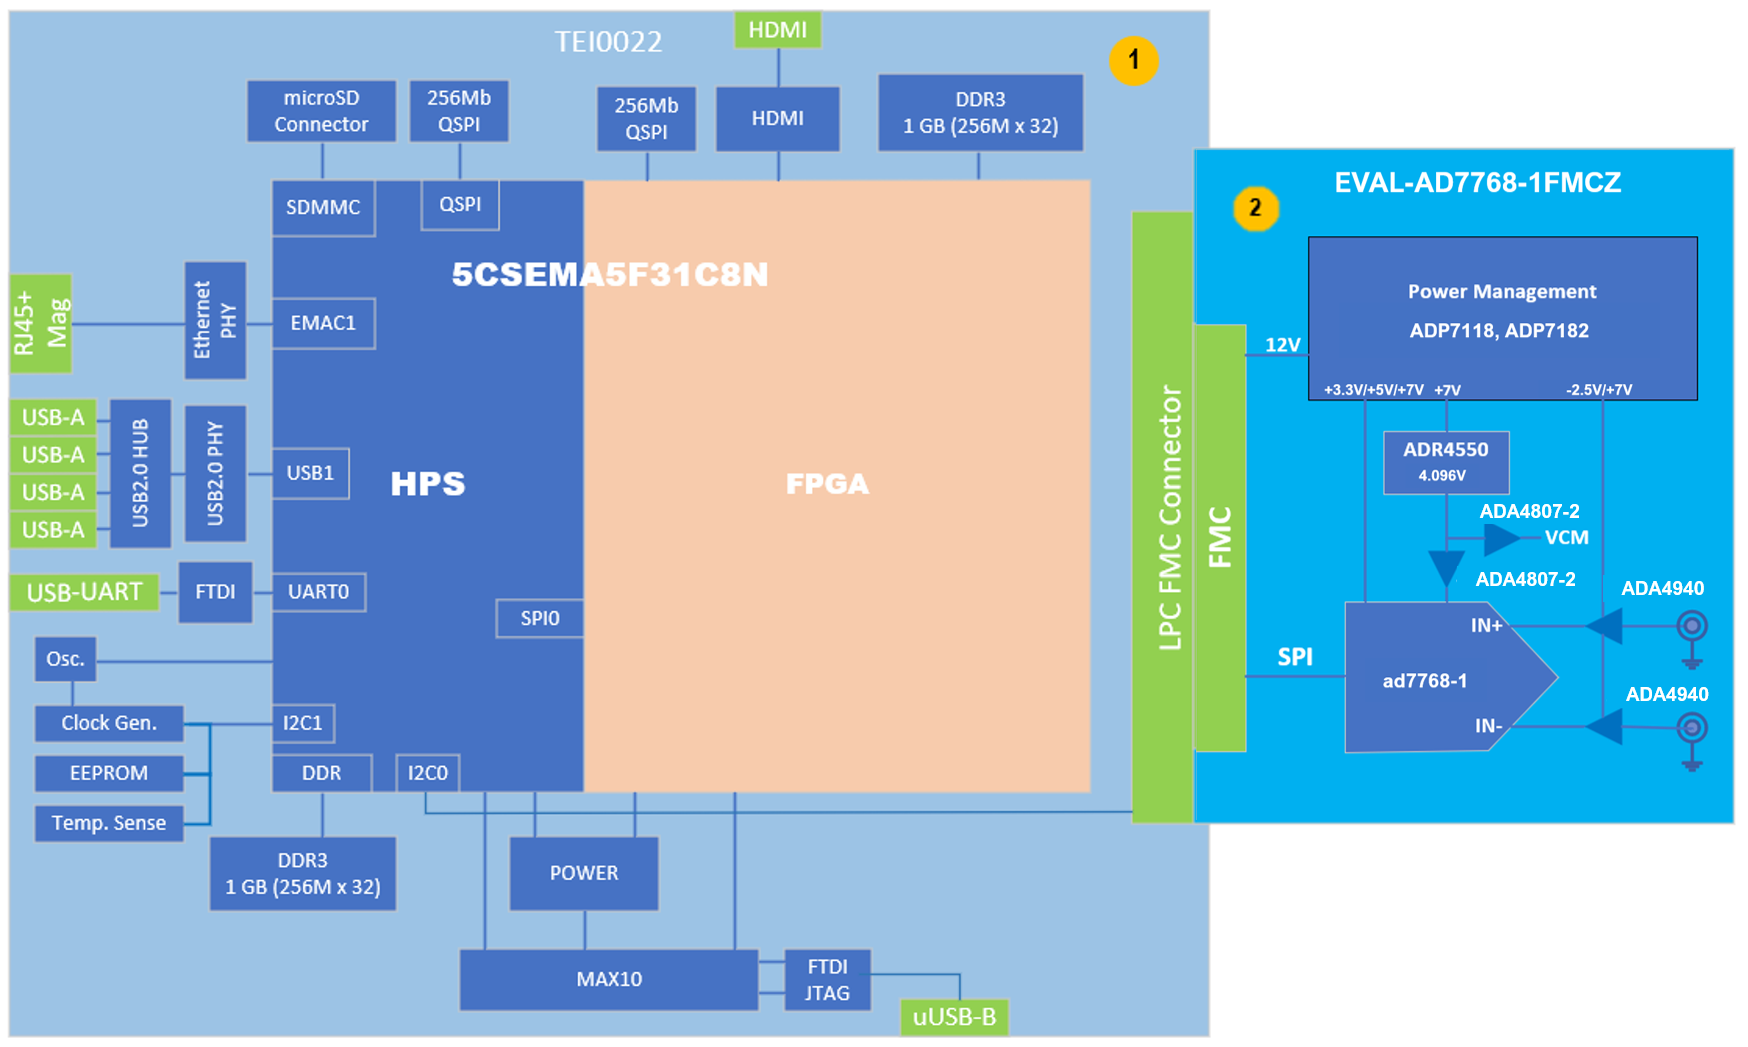 TEI0022
HDMI
1
microSD
Connector
256Mb
QSPI
256Mb
QSPI
HDMI
DDR3
1 GB (256M x 32)
SDMMC
QSPI
5CSEMA5F31C8N
RJ45+
Mag
Ethernet
PHY
EMAC1
USB-A
USB-A
USB-A
USB-A
USB2.0 HUB
USB2.0 PHY
USB1
HPS
FPGA
USB-UART
FTDI
UART0
SPI0
Osc.
Clock Gen.
I2C1
EEPROM
DDR
I2C0
Temp. Sense
DDR3
1 GB (256M x 32)
POWER
MAX10
FTDI
JTAG
uUSB-B
LPC FMC Connector
FMC
EVAL-AD7768-1FMCZ
2
Power Management
ADP7118, ADP7182
12V
+3.3V/+5V/+7V
+7V
-2.5V/+7V
ADR4550
4.096V
ADA4807-2
VCM
ADA4807-2
ADA4940
IN+
SPI
ad7768-1
ADA4940
IN-